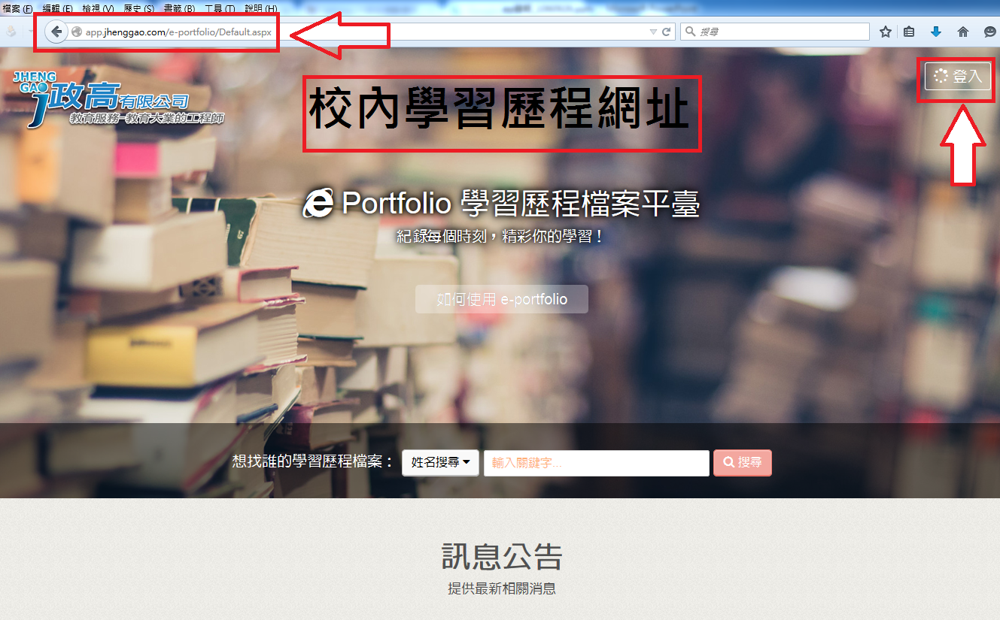 檔案 (F) 編輯 (E) 檢視 (V) 歷史 (S) 書籤 (B) 工具 (T) 說明 (H)
app.jhenggao.com/e-portfolio/Default.aspx
搜尋
JHENG GAO 政高有限公司
教育服務-教育大業的工程師
校內學習歷程網址
登入
e Portfolio 學習歷程檔案平臺
紀錄每個時刻，精彩你的學習！
如何使用 e-portfolio
想找誰的學習歷程檔案： 姓名搜尋 輸入關鍵字... 搜尋
訊息公告
提供最新相關消息